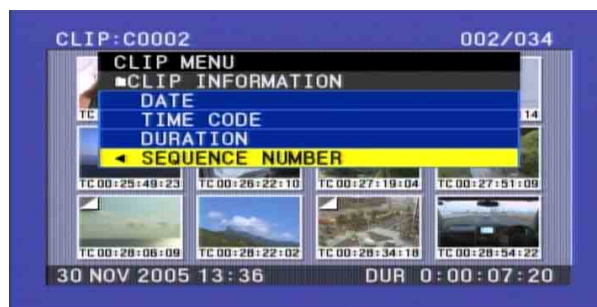 CLIP:C0002 002/034
CLIP MENU
CLIP INFORMATION
DATE
TC 14
TIME CODE
DURATION
SEQUENCE NUMBER
TC 00:25:49:23 TC 00:26:22:10 TC 00:27:19:04 TC 00:27:51:09
TC 00:28:06:09 TC 00:28:22:02 TC 00:28:34:18 TC 00:28:54:22
30 NOV 2005 13:36 DUR 0:00:07:20